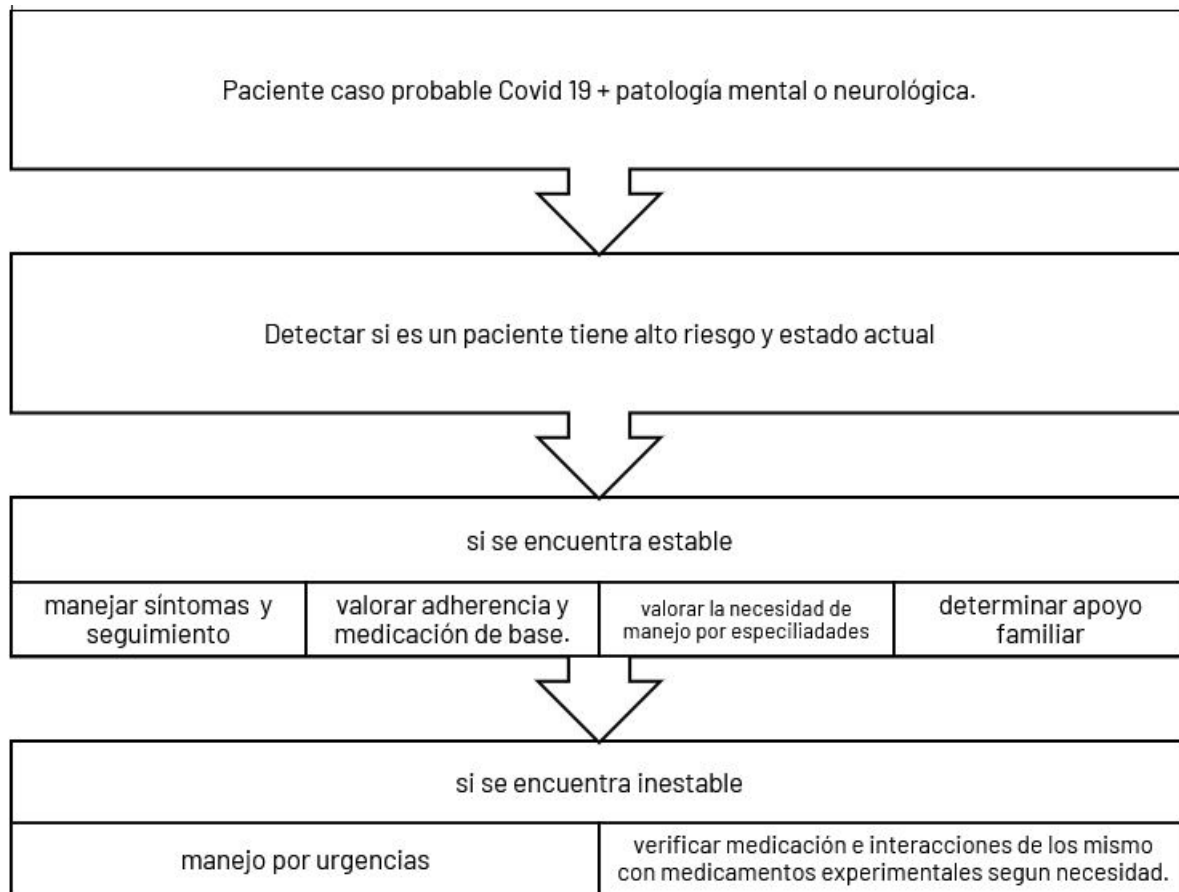 Paciente caso probable Covid 19 + patología mental o neurológica.
Detectar si es un paciente tiene alto riesgo y estado actual
si se encuentra estable
manejar síntomas y
seguimiento
valorar adherencia y
medicación de base.
valorar la necesidad de
manejo por especiliadades
determinar apoyo
familiar
si se encuentra inestable
manejo por urgencias
verificar medicación e interacciones de los mismo
con medicamentos experimentales segun necesidad.